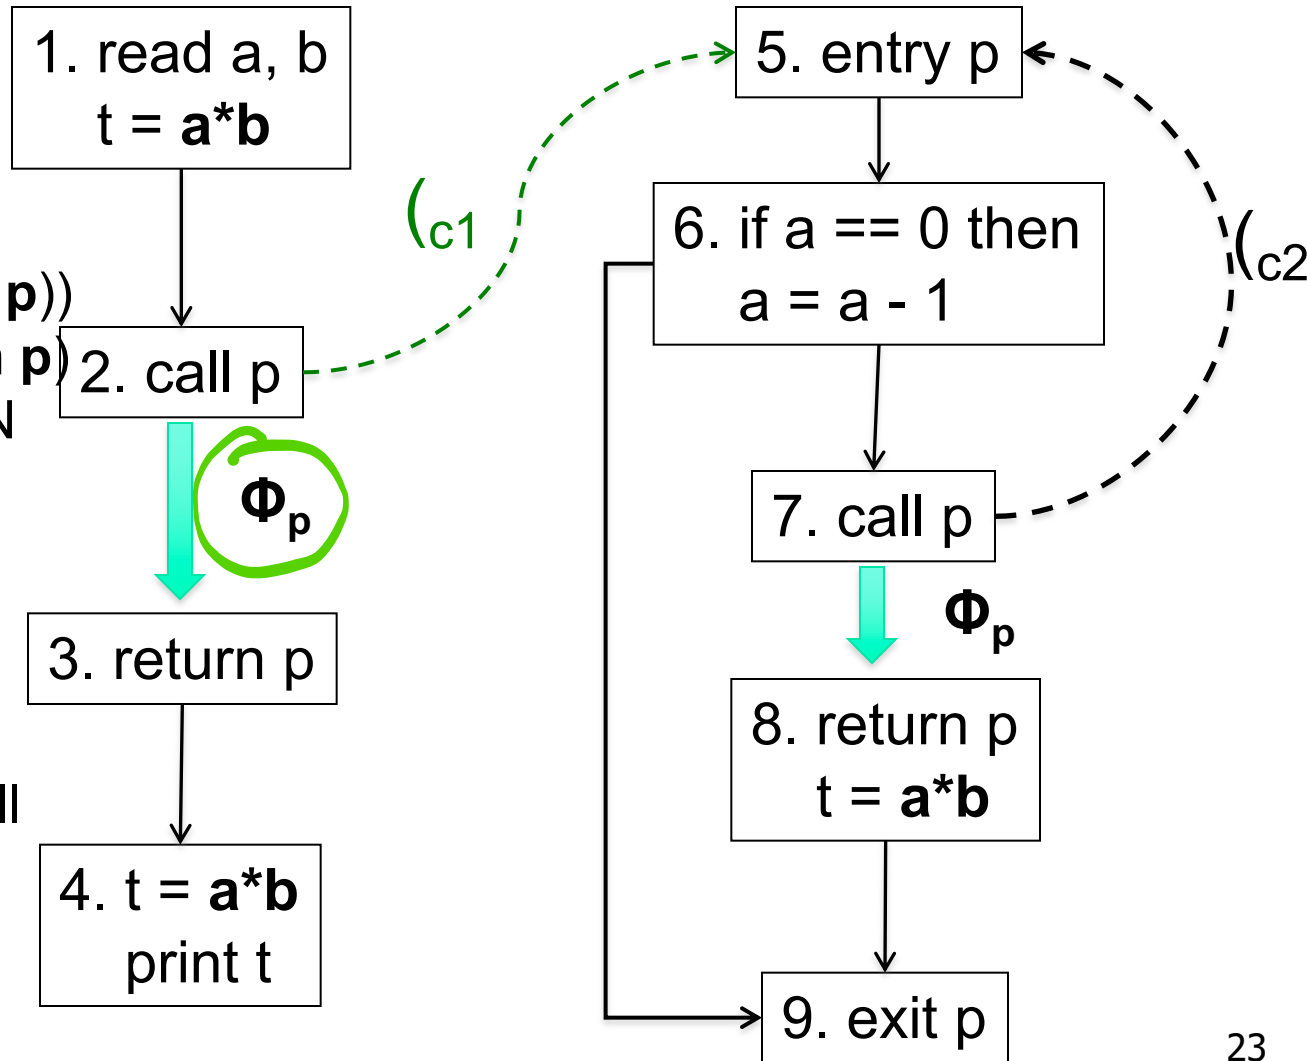 1. read a, b
t = a*b
p))
p)
2. call p
N
Φp
3. return p
ll
4. t = a*b
print t
(c1
5. entry p
6. if a == 0 then
a = a - 1
(c2
7. call p
Φp
8. return p
t = a*b
9. exit p
23